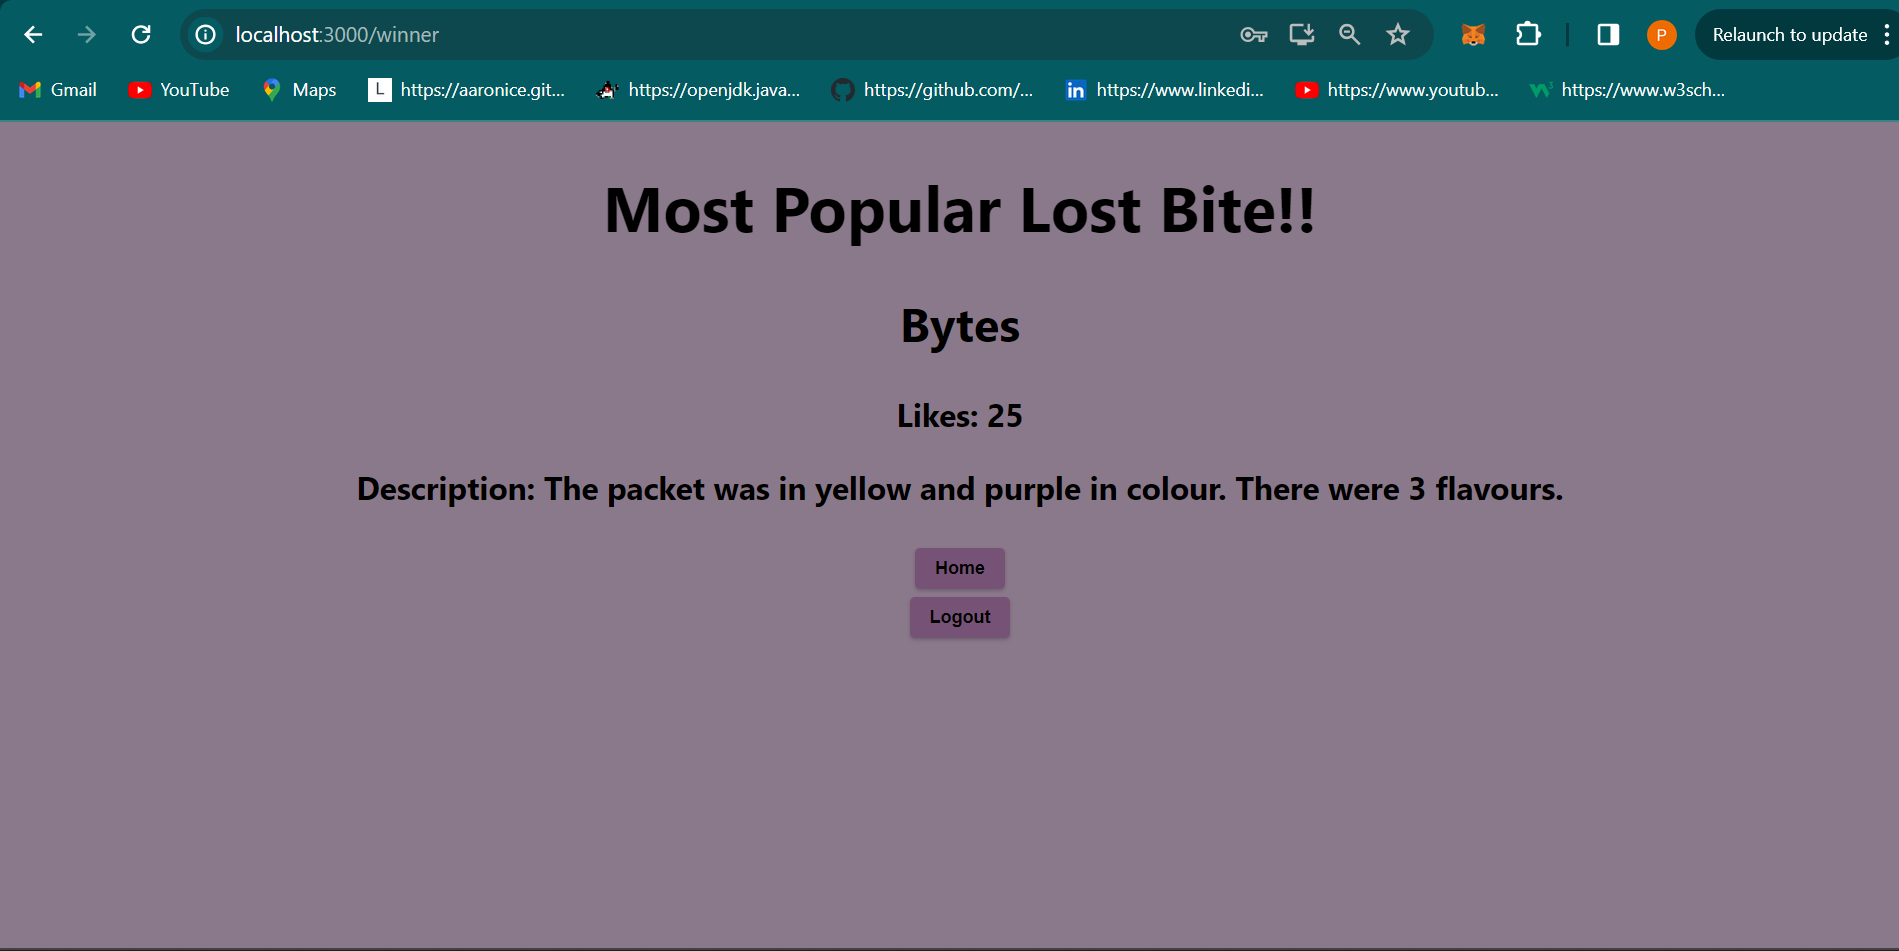 localhost:3000/winner
P
Relaunch to update
Gmail
YouTube
Maps
L
https://aaronice.git...
https://openjdk.java...
https://github.com/...
in
https://www.linkedi...
https://www.youtub...
https://www.w3sch...
Most Popular Lost Bite!!
Bytes
Likes: 25
Description: The packet was in yellow and purple in colour. There were 3 flavours.
Home
Logout